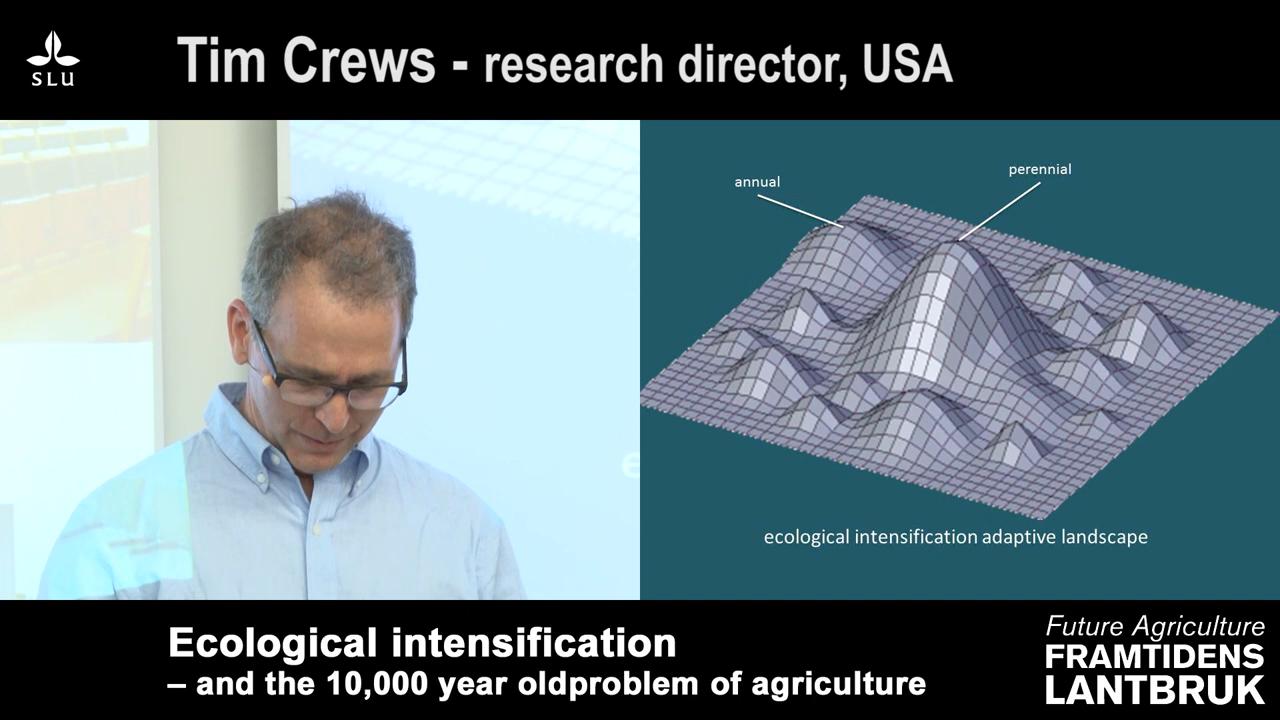 SLU
Tim Crews - research director, USA
annual
perennial
ecological intensification adaptive landscape
Ecological intensification
– and the 10,000 year oldproblem of agriculture
Future Agriculture
FRAMTIDENS
LANTBRUK